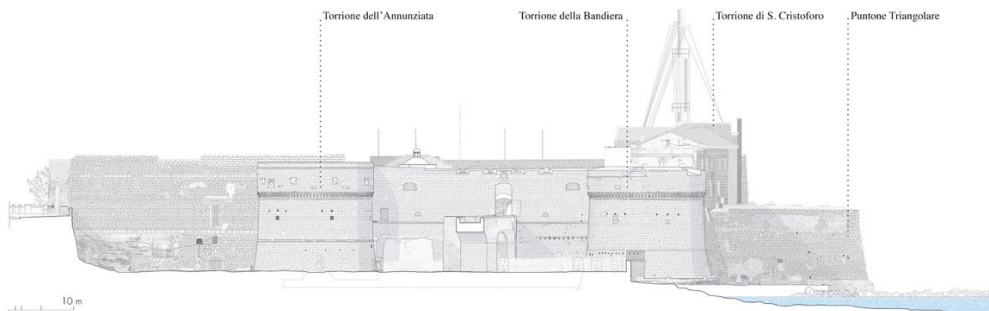 Torrione dell'Annunziata
Torrione della Bandiera
Torrione di S. Cristoforo
Puntone Triangolare
10 m